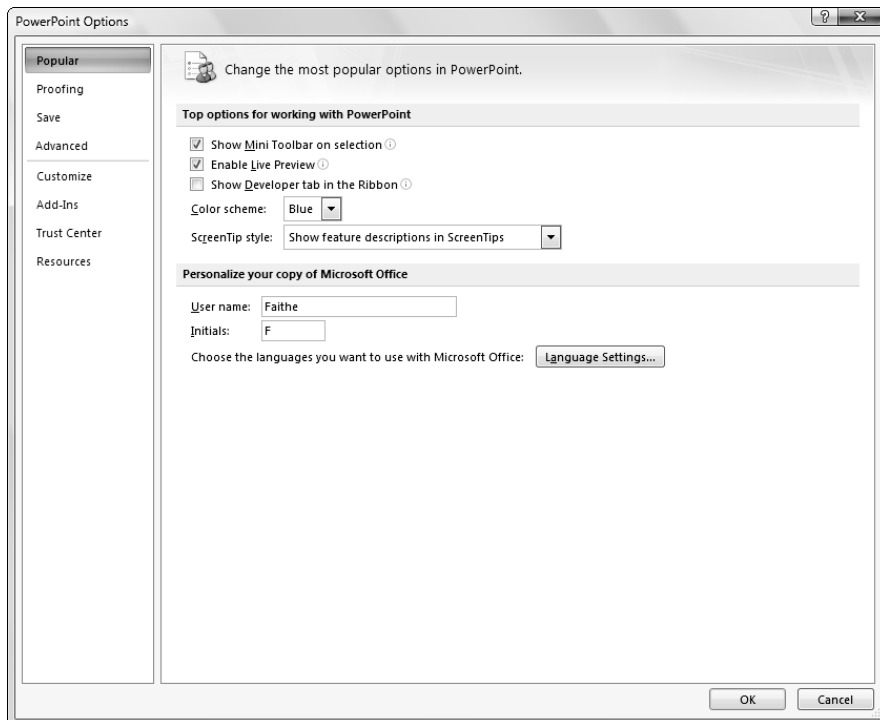 PowerPoint Options
Popular
Proofing
Save
Advanced
Customize
Add-Ins
Trust Center
Resources
Change the most popular options in PowerPoint.
Top options for working with PowerPoint
Show Mini Toolbar on selection
Enable Live Preview
Show Developer tab in the Ribbon
Color scheme: Blue
ScreenTip style: Show feature descriptions in ScreenTips
Personalize your copy of Microsoft Office
User name: Faithe
Initials: F
Choose the languages you want to use with Microsoft Office: Language Settings...
OK Cancel